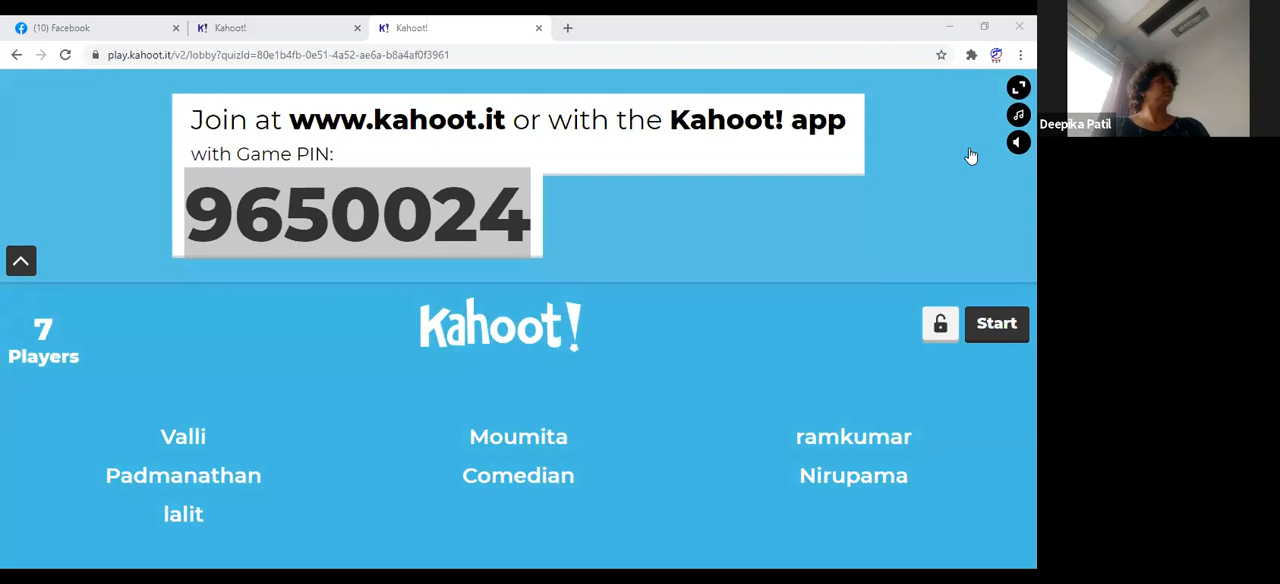 (10) Facebook
Kahoot!
Kahoot!
play.kahoot.it/v2/lobby?quizId=80e1b4fb-0e51-4a52-ae6a-b8a4af0f3961
Join at www.kahoot.it or with the Kahoot! app
with Game PIN:
9650024
Deepika Patil
7
Players
Kahoot!
Start
Valli
Moumita
ramkumar
Padmanathan
Comedian
Nirupama
lalit